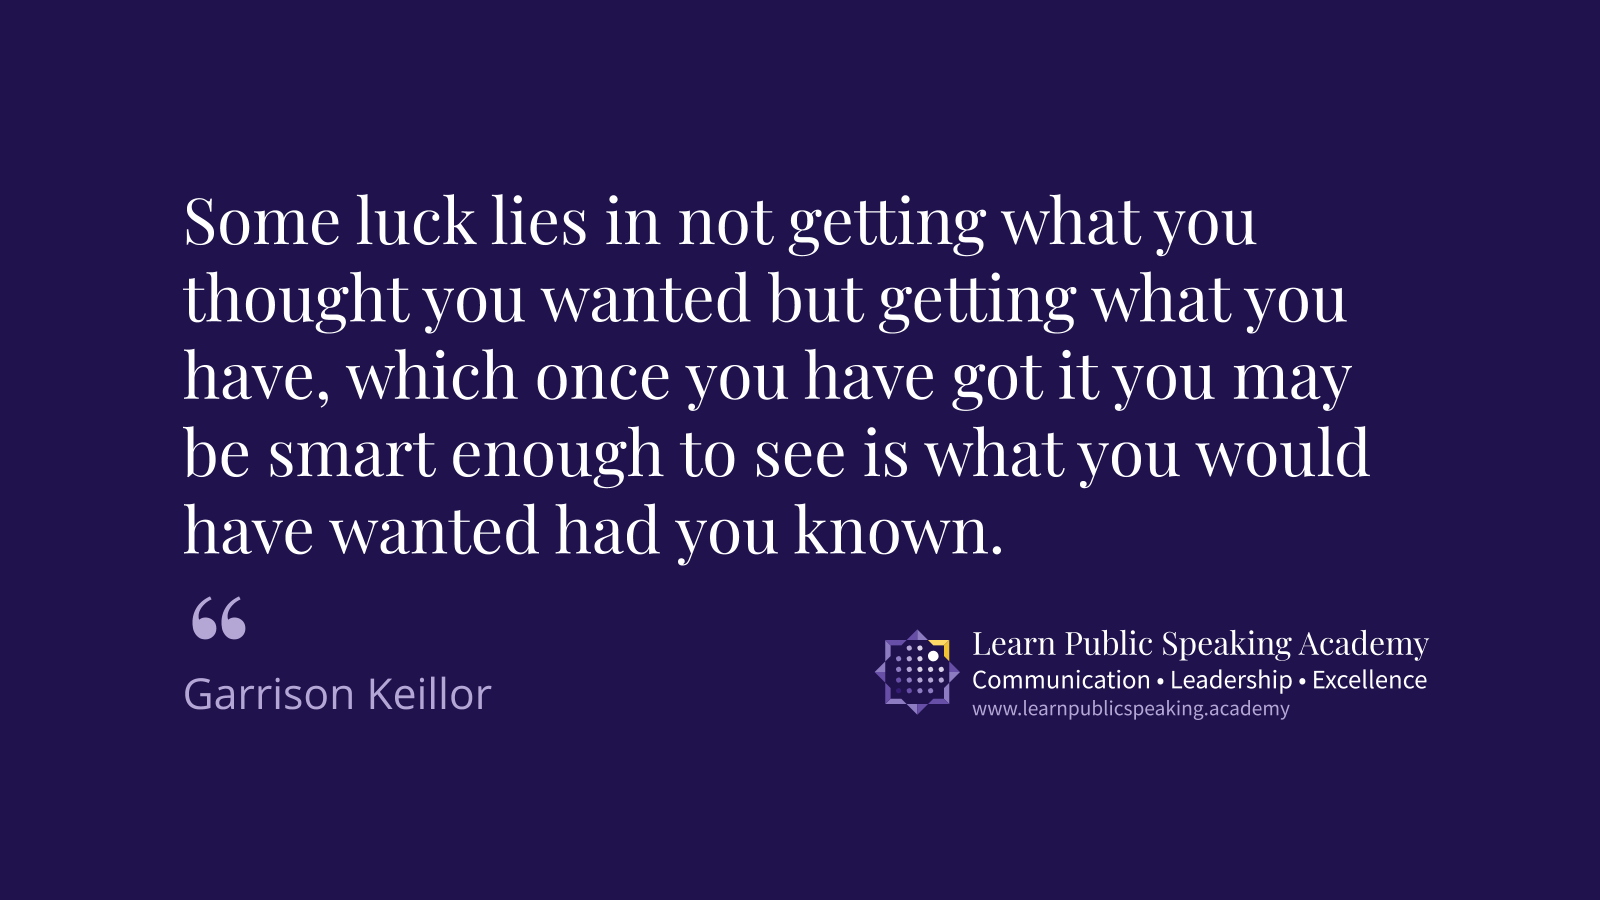 Some luck lies in not getting what you
thought you wanted but getting what you
have, which once you have got it you may
be smart enough to see is what you would
have wanted had you known.
“
Garrison Keillor
Learn Public Speaking Academy
Communication • Leadership • Excellence
www.learnpublicspeaking.academy